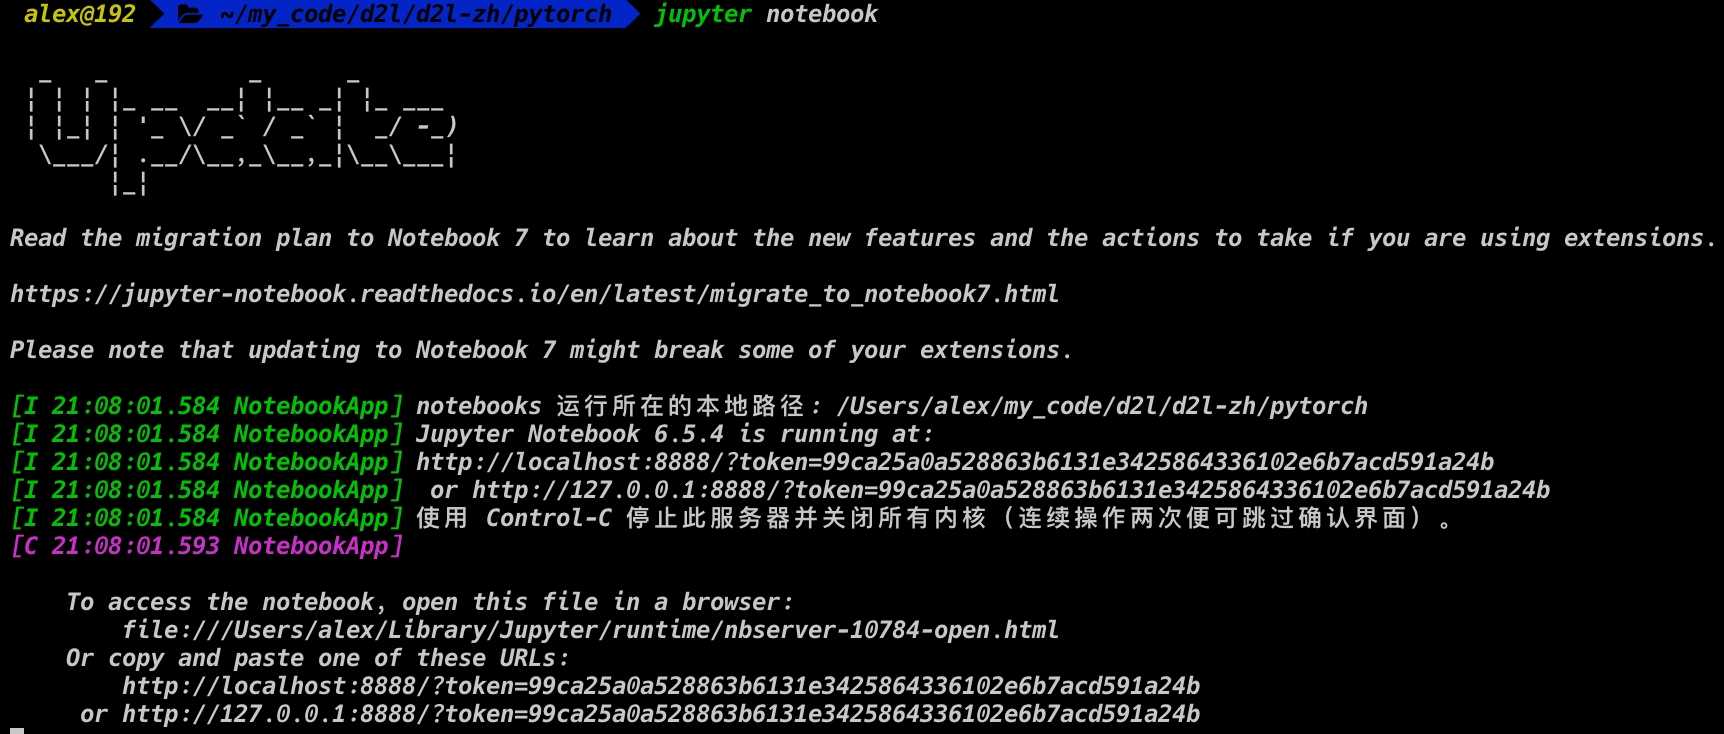 alex@192 ~/my_code/d2l/d2l-zh/pytorch jupyter notebook
Update
Read the migration plan to Notebook 7 to learn about the new features and the actions to take if you are using extensions.
https://jupyter-notebook.readthedocs.io/en/latest/migrate_to_notebook7.html
Please note that updating to Notebook 7 might break some of your extensions.
[I 21:08:01.584 NotebookApp] notebooks 运行所在的本地路径: /Users/alex/my_code/d2l/d2l-zh/pytorch
[I 21:08:01.584 NotebookApp] Jupyter Notebook 6.5.4 is running at:
[I 21:08:01.584 NotebookApp] http://localhost:8888/?token=99ca25a0a528863b6131e3425864336102e6b7acd591a24b
[I 21:08:01.584 NotebookApp]  or http://127.0.0.1:8888/?token=99ca25a0a528863b6131e3425864336102e6b7acd591a24b
[I 21:08:01.584 NotebookApp] 使用 Control-C 停止此服务器并关闭所有内核（连续操作两次便可跳过确认界面）。
[C 21:08:01.593 NotebookApp]
To access the notebook, open this file in a browser:
file:///Users/alex/Library/Jupyter/runtime/nbserver-10784-open.html
Or copy and paste one of these URLs:
http://localhost:8888/?token=99ca25a0a528863b6131e3425864336102e6b7acd591a24b
or http://127.0.0.1:8888/?token=99ca25a0a528863b6131e3425864336102e6b7acd591a24b